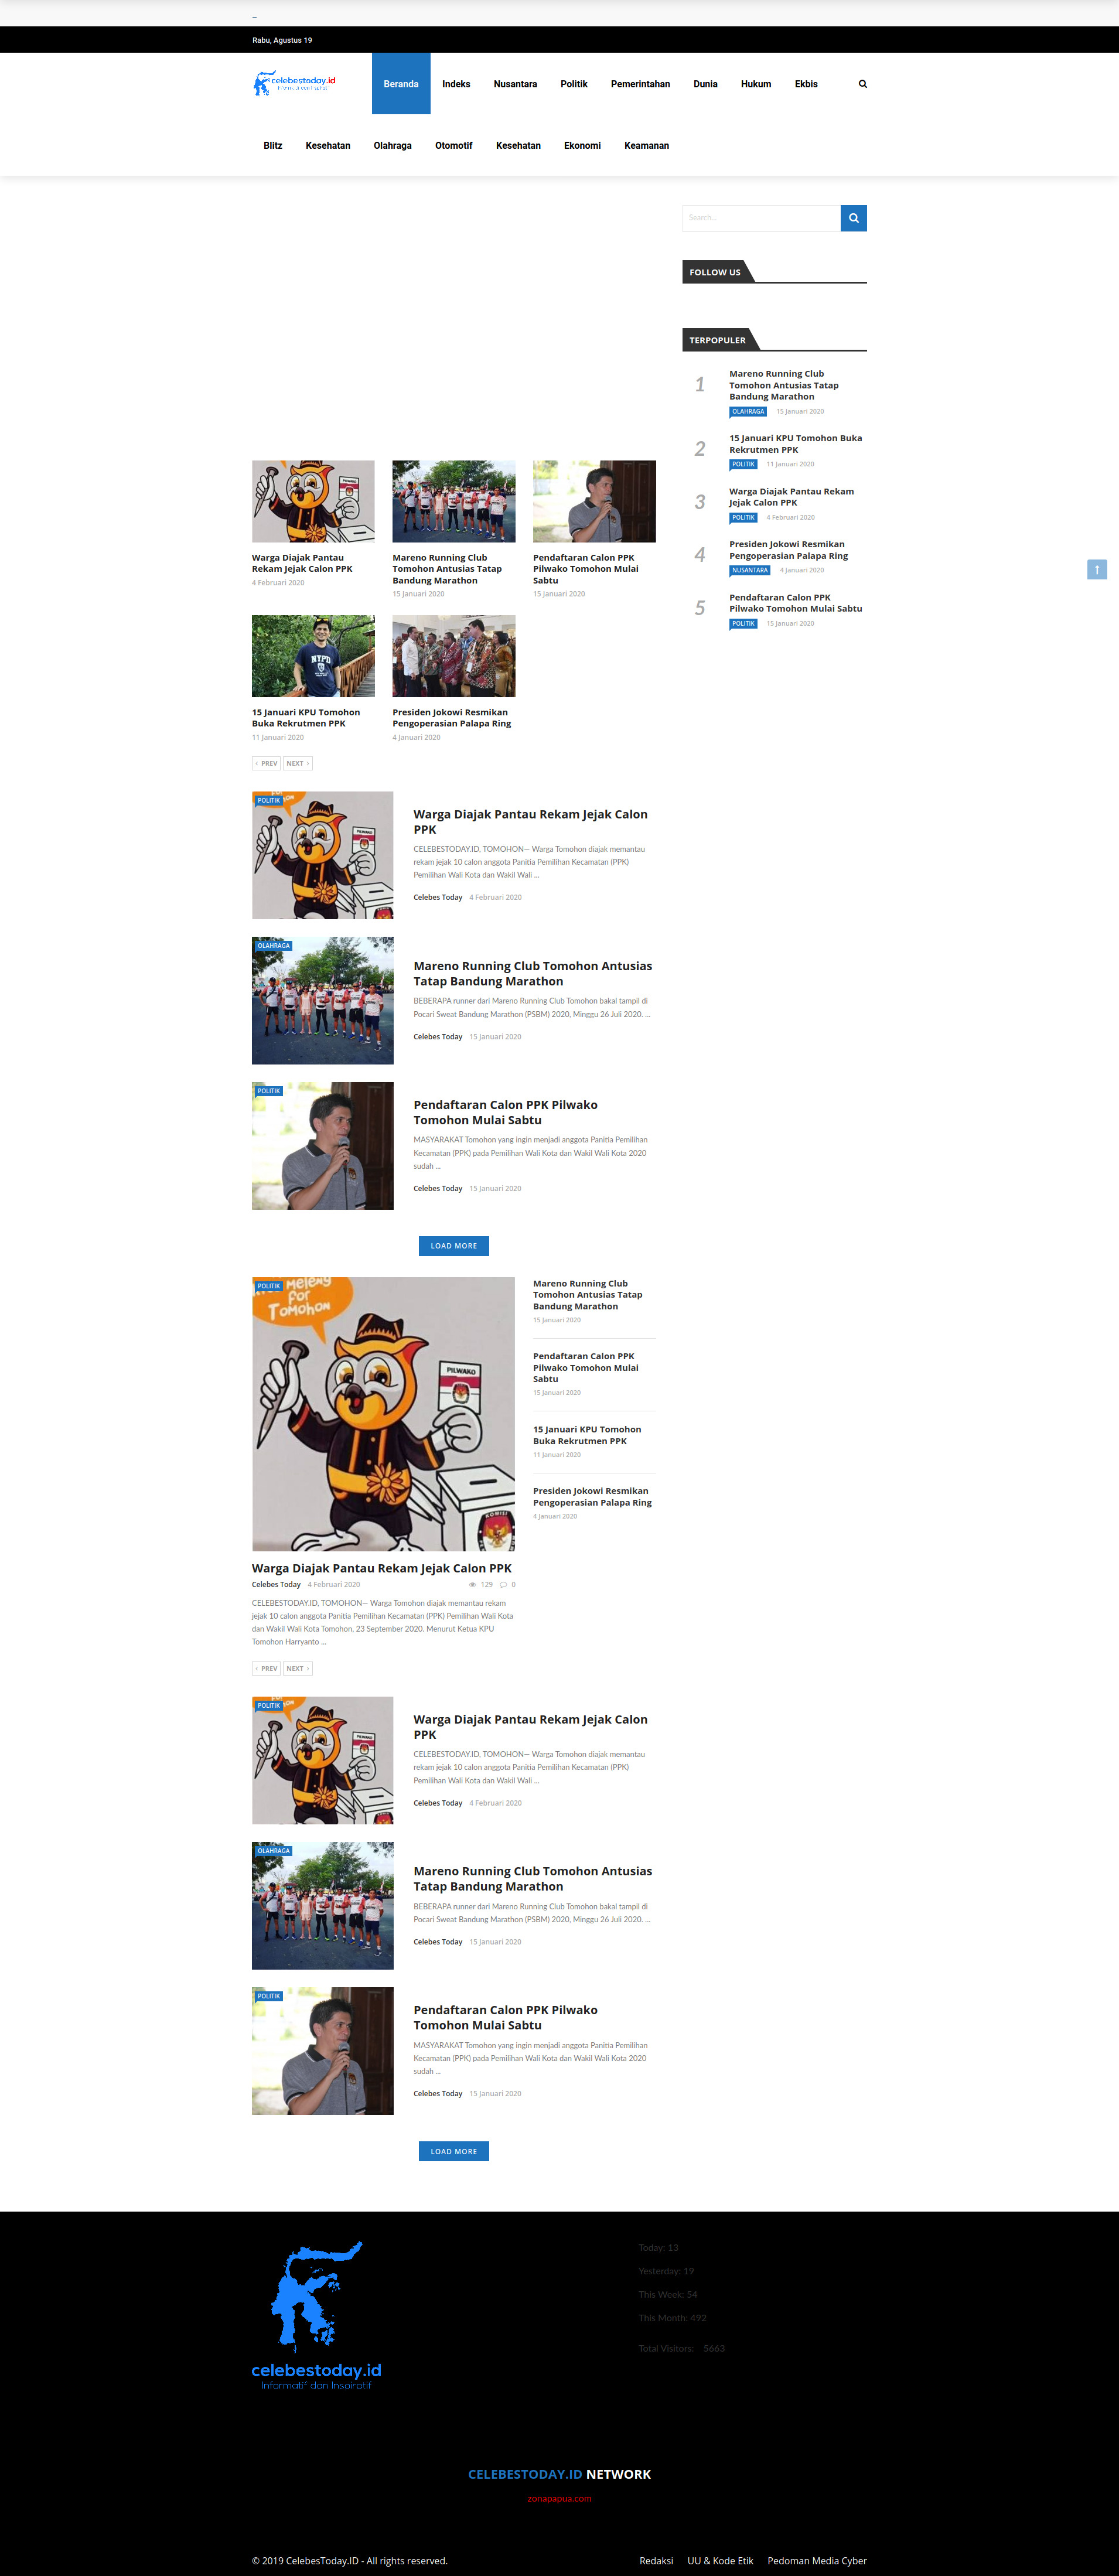 –
Rabu, Agustus 19
celebestoday.id
Beranda
Indeks
Nusantara
Politik
Pemerintahan
Dunia
Hukum
Ekbis
Blitz
Kesehatan
Olahraga
Otomotif
Kesehatan
Ekonomi
Keamanan
Search...
FOLLOW US
TERPOPULER
1
Mareno Running Club
Tomohon Antusias Tatap
Bandung Marathon
OLAHRAGA 15 Januari 2020
2
15 Januari KPU Tomohon Buka
Rekrutmen PPK
POLITIK 11 Januari 2020
3
Warga Diajak Pantau Rekam
Jejak Calon PPK
POLITIK 4 Februari 2020
4
Presiden Jokowi Resmikan
Pengoperasian Palapa Ring
NUSANTARA 4 Januari 2020
5
Pendaftaran Calon PPK
Pilwako Tomohon Mulai Sabtu
POLITIK 15 Januari 2020
Warga Diajak Pantau
Rekam Jejak Calon PPK
4 Februari 2020
Mareno Running Club
Tomohon Antusias Tatap
Bandung Marathon
15 Januari 2020
Pendaftaran Calon PPK
Pilwako Tomohon Mulai
Sabtu
15 Januari 2020
NYPD
15 Januari KPU Tomohon
Buka Rekrutmen PPK
11 Januari 2020
Presiden Jokowi Resmikan
Pengoperasian Palapa Ring
4 Januari 2020
PREV
NEXT
POLITIK
Warga Diajak Pantau Rekam Jejak Calon
PPK
CELEBESTODAY.ID, TOMOHON— Warga Tomohon diajak memantau
rekam jejak 10 calon anggota Panitia Pemilihan Kecamatan (PPK)
Pemilihan Wali Kota dan Wakil Wali ...
Celebes Today 4 Februari 2020
OLAHRAGA
Mareno Running Club Tomohon Antusias
Tatap Bandung Marathon
BEBERAPA runner dari Mareno Running Club Tomohon bakal tampil di
Pocari Sweat Bandung Marathon (PSBM) 2020, Minggu 26 Juli 2020. ...
Celebes Today 15 Januari 2020
POLITIK
Pendaftaran Calon PPK Pilwako
Tomohon Mulai Sabtu
MASYARAKAT Tomohon yang ingin menjadi anggota Panitia Pemilihan
Kecamatan (PPK) pada Pemilihan Wali Kota dan Wakil Wali Kota 2020
sudah ...
Celebes Today 15 Januari 2020
LOAD MORE
POLITIK
Meleng
for
Tomohon
PILWAKO
KOMISI
Warga Diajak Pantau Rekam Jejak Calon PPK
Celebes Today 4 Februari 2020 129 0
CELEBESTODAY.ID, TOMOHON— Warga Tomohon diajak memantau rekam
jejak 10 calon anggota Panitia Pemilihan Kecamatan (PPK) Pemilihan Wali Kota
dan Wakil Wali Kota Tomohon, 23 September 2020. Menurut Ketua KPU
Tomohon Harryanto ...
Mareno Running Club
Tomohon Antusias Tatap
Bandung Marathon
15 Januari 2020
Pendaftaran Calon PPK
Pilwako Tomohon Mulai
Sabtu
15 Januari 2020
15 Januari KPU Tomohon
Buka Rekrutmen PPK
11 Januari 2020
Presiden Jokowi Resmikan
Pengoperasian Palapa Ring
4 Januari 2020
PREV
NEXT
POLITIK
Warga Diajak Pantau Rekam Jejak Calon
PPK
CELEBESTODAY.ID, TOMOHON— Warga Tomohon diajak memantau
rekam jejak 10 calon anggota Panitia Pemilihan Kecamatan (PPK)
Pemilihan Wali Kota dan Wakil Wali ...
Celebes Today 4 Februari 2020
OLAHRAGA
Mareno Running Club Tomohon Antusias
Tatap Bandung Marathon
BEBERAPA runner dari Mareno Running Club Tomohon bakal tampil di
Pocari Sweat Bandung Marathon (PSBM) 2020, Minggu 26 Juli 2020. ...
Celebes Today 15 Januari 2020
POLITIK
Pendaftaran Calon PPK Pilwako
Tomohon Mulai Sabtu
MASYARAKAT Tomohon yang ingin menjadi anggota Panitia Pemilihan
Kecamatan (PPK) pada Pemilihan Wali Kota dan Wakil Wali Kota 2020
sudah ...
Celebes Today 15 Januari 2020
LOAD MORE
celebestoday.id
Informatif dan Inspiratif
Today: 13
Yesterday: 19
This Week: 54
This Month: 492
Total Visitors: 5663
CELEBESTODAY.ID NETWORK
zonapapua.com
© 2019 CelebesToday.ID - All rights reserved.
Redaksi
UU & Kode Etik
Pedoman Media Cyber